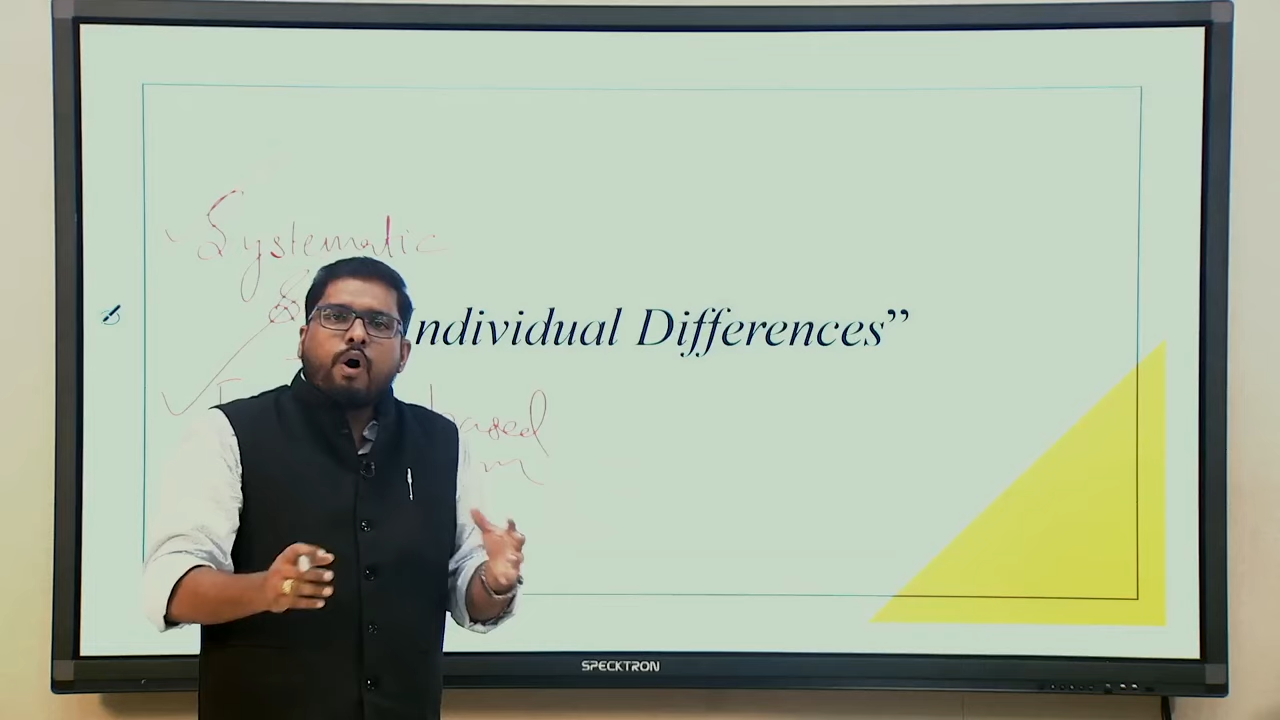 Systematic
&
ndividual Differences”
based
SPECKTRON